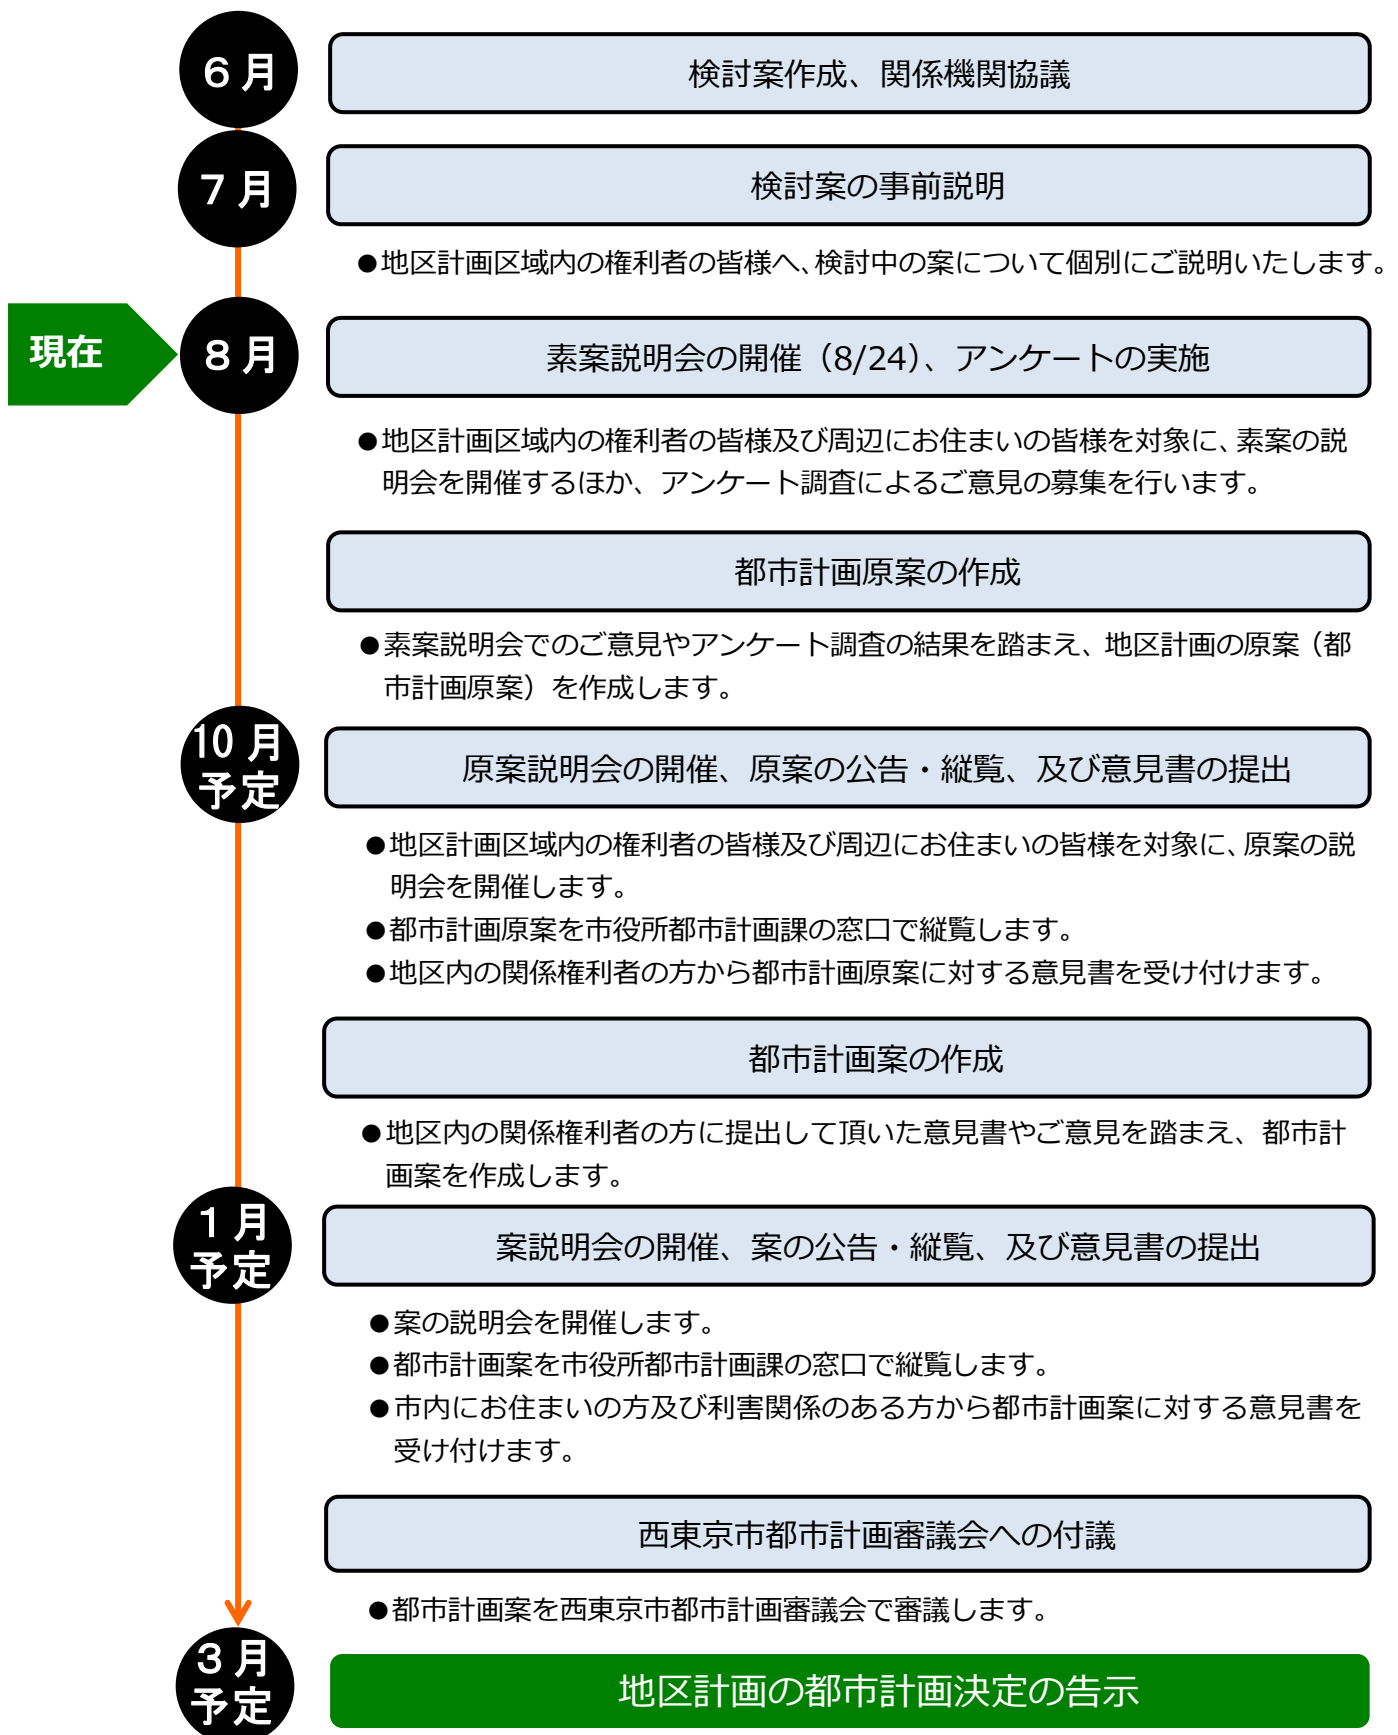 6月
検討案作成、関係機関協議
7月
検討案の事前説明
●地区計画区域内の権利者の皆様へ、検討中の案について個別にご説明いたします。
現在
8月
素案説明会の開催（8/24）、アンケートの実施
●地区計画区域内の権利者の皆様及び周辺にお住まいの皆様を対象に、素案の説
明会を開催するほか、アンケート調査によるご意見の募集を行います。
都市計画原案の作成
●素案説明会でのご意見やアンケート調査の結果を踏まえ、地区計画の原案（都
市計画原案）を作成します。
10月
予定
原案説明会の開催、原案の公告・縦覧、及び意見書の提出
●地区計画区域内の権利者の皆様及び周辺にお住まいの皆様を対象に、原案の説
明会を開催します。
●都市計画原案を市役所都市計画課の窓口で縦覧します。
●地区内の関係権利者の方から都市計画原案に対する意見書を受け付けます。
都市計画案の作成
●地区内の関係権利者の方に提出して頂いた意見書やご意見を踏まえ、都市計
画案を作成します。
1月
予定
案説明会の開催、案の公告・縦覧、及び意見書の提出
●案の説明会を開催します。
●都市計画案を市役所都市計画課の窓口で縦覧します。
●市内にお住まいの方及び利害関係のある方から都市計画案に対する意見書を
受け付けます。
西東京市都市計画審議会への付議
●都市計画案を西東京市都市計画審議会で審議します。
3月
予定
地区計画の都市計画決定の告示